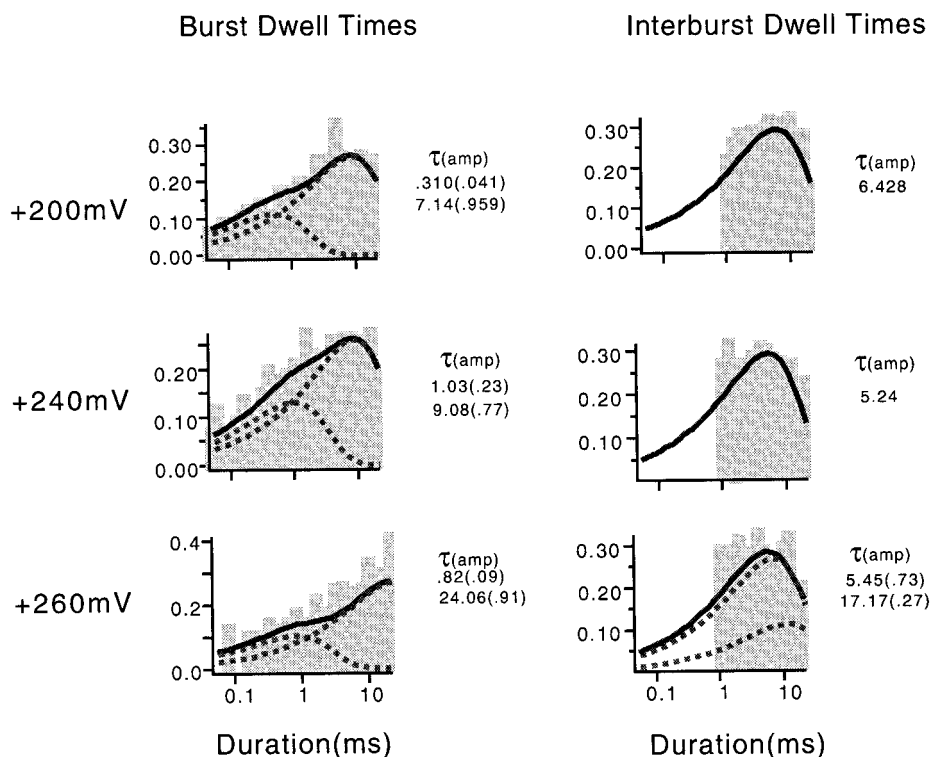 Burst Dwell Times
Interburst Dwell Times
+200mV
0.30
0.20
0.10
0.00
τ(amp)
.310(.041)
7.14(.959)
0.30
0.20
0.10
0.00
τ(amp)
6.428
+240mV
0.20
0.10
0.00
τ(amp)
1.03(.23)
9.08(.77)
0.30
0.20
0.10
τ(amp)
5.24
+260mV
0.4
0.2
0.0
τ(amp)
.82(.09)
24.06(.91)
0.30
0.20
0.10
τ(amp)
5.45(.73)
17.17(.27)
0.1 1 10
0.1 1 10
Duration(ms)
Duration(ms)